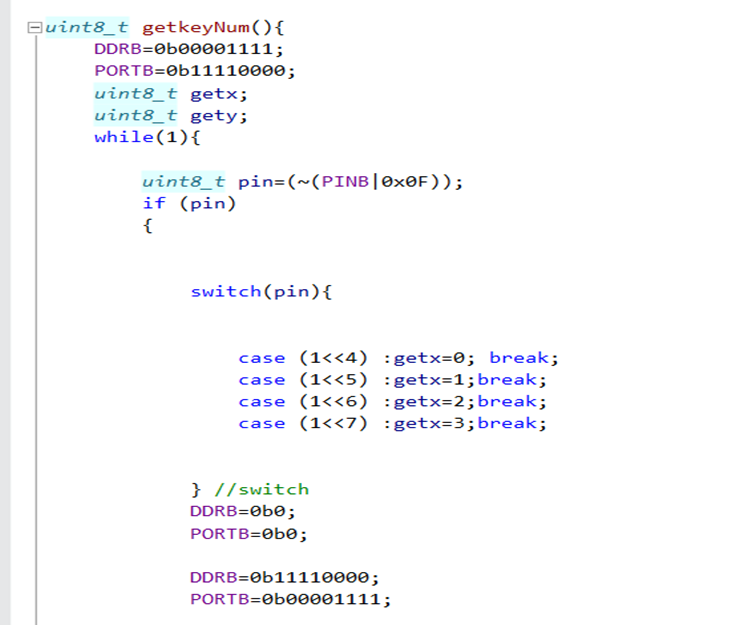 uint8_t getkeyNum(){
DDRB=0b00001111;
PORTB=0b11110000;
uint8_t getx;
uint8_t gety;
while(1){
uint8_t pin=(~(PINB|0x0F));
if (pin)
{
switch(pin){
case (1<<4) :getx=0; break;
case (1<<5) :getx=1;break;
case (1<<6) :getx=2;break;
case (1<<7) :getx=3;break;
} //switch
DDRB=0b0;
PORTB=0b0;
DDRB=0b11110000;
PORTB=0b00001111;